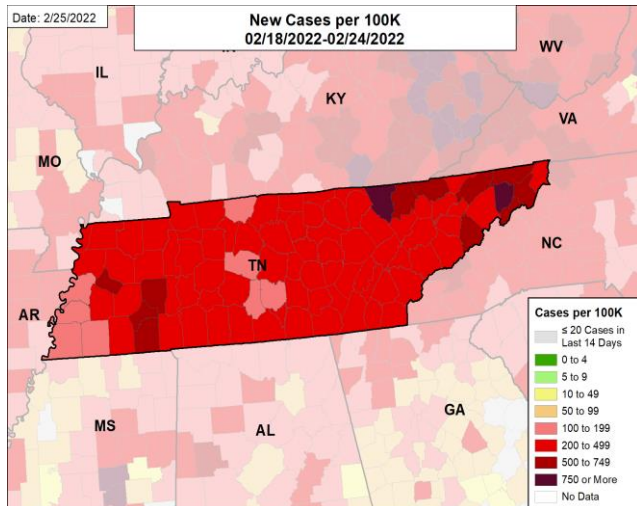 Date: 2/25/2022
New Cases per 100K
02/18/2022-02/24/2022
IL
WV
KY
VA
MO
TN
NC
AR
MS
AL
GA
Cases per 100K
≤ 20 Cases in
Last 14 Days
0 to 4
5 to 9
10 to 49
50 to 99
100 to 199
200 to 499
500 to 749
750 or More
No Data